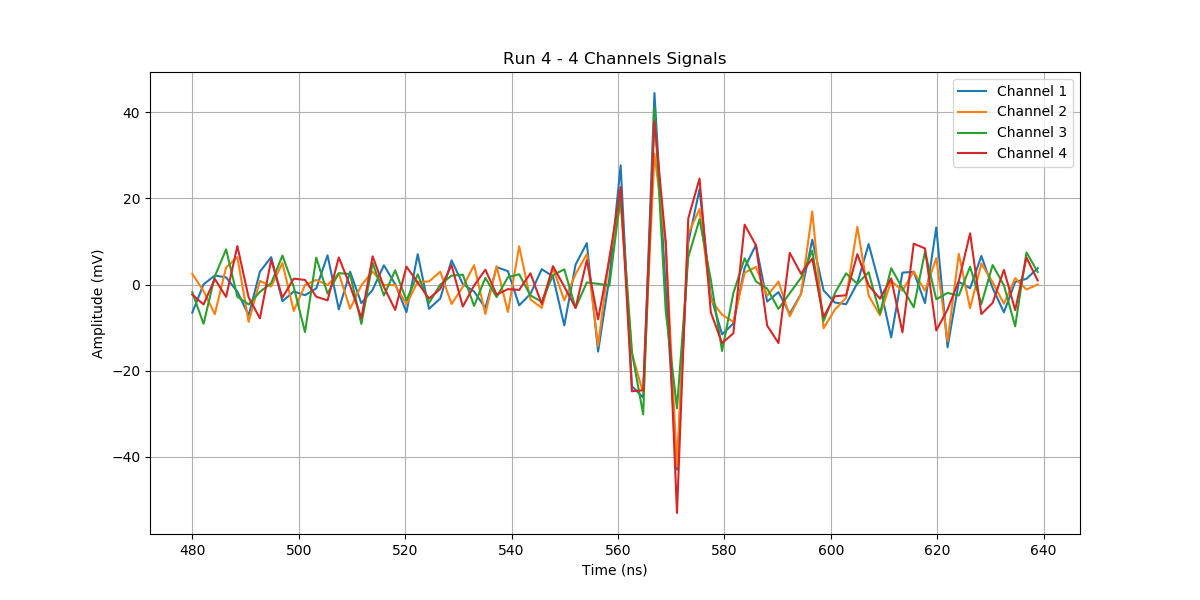 Run 4 - 4 Channels Signals
Channel 1
Channel 2
Channel 3
Channel 4
Amplitude (mV)
40
20
0
−20
−40
480 500 520 540 560 580 600 620 640
Time (ns)